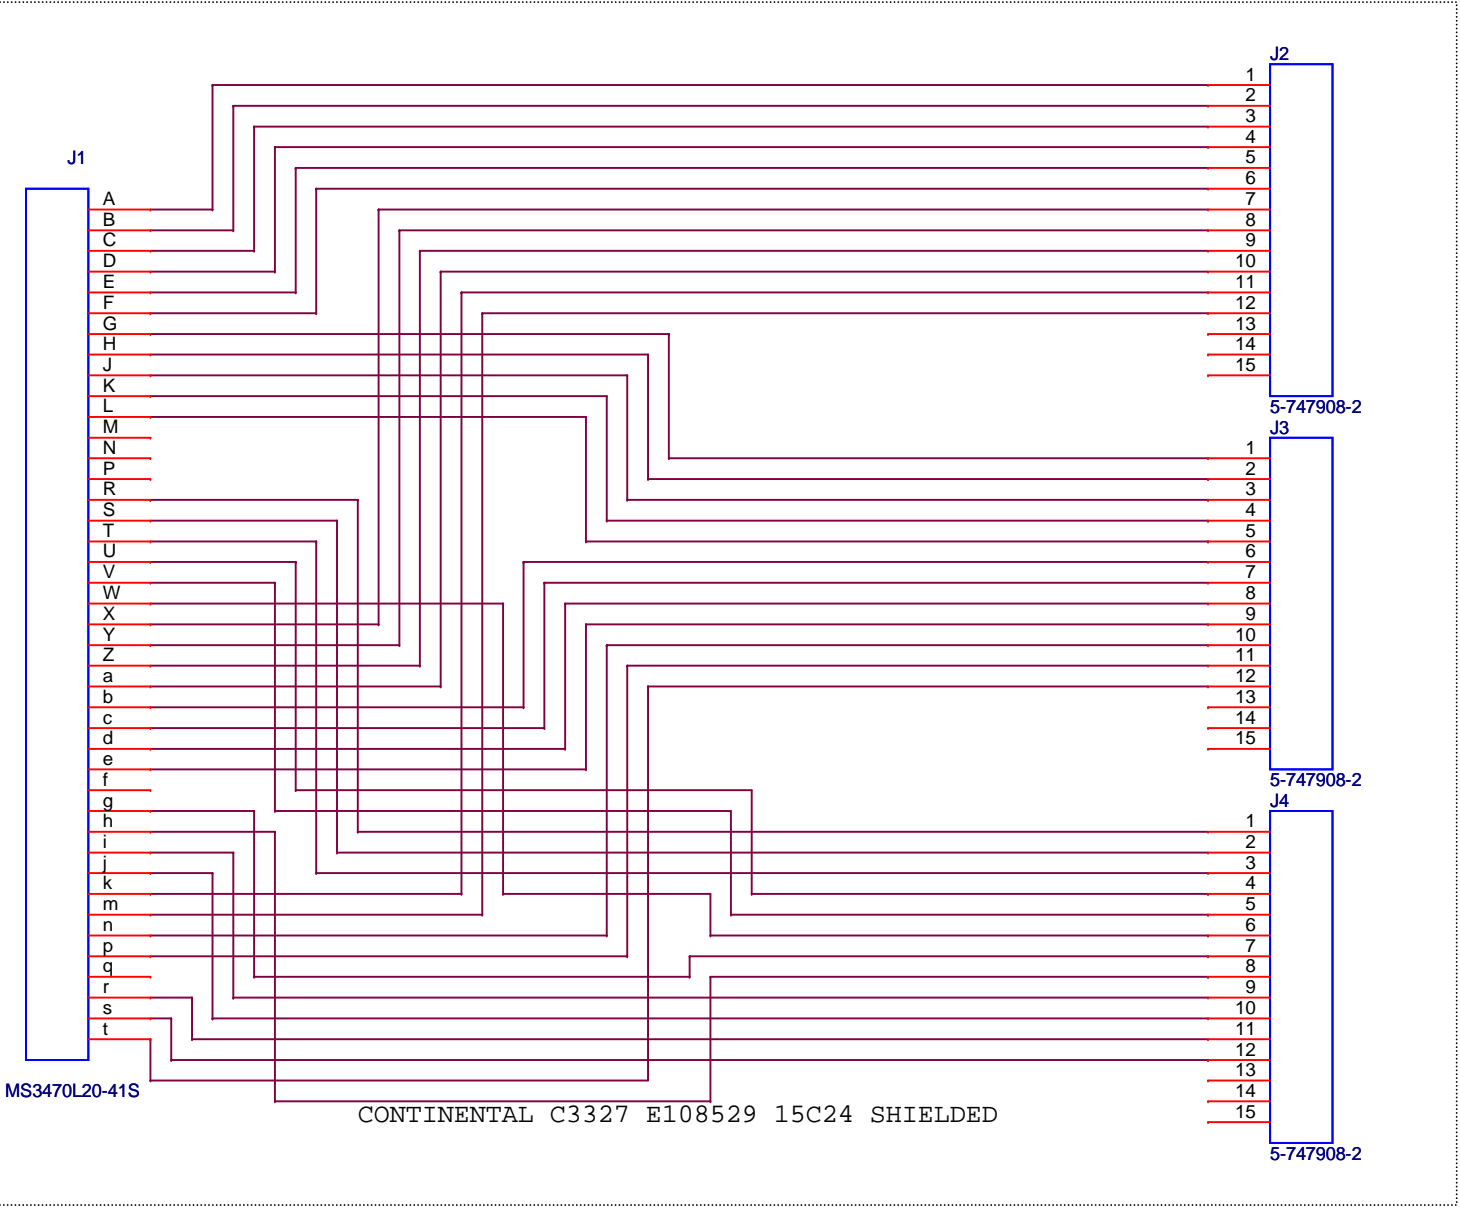 J1
A
B
C
D
E
F
G
H
J
K
L
M
N
P
R
S
T
U
V
W
X
Y
Z
a
b
c
d
e
f
g
h
i
j
k
m
n
p
q
r
s
t
MS3470L20-41S
J2
1
2
3
4
5
6
7
8
9
10
11
12
13
14
15
5-747908-2
J3
1
2
3
4
5
6
7
8
9
10
11
12
13
14
15
5-747908-2
J4
1
2
3
4
5
6
7
8
9
10
11
12
13
14
15
5-747908-2
CONTINENTAL C3327 E108529 15C24 SHIELDED